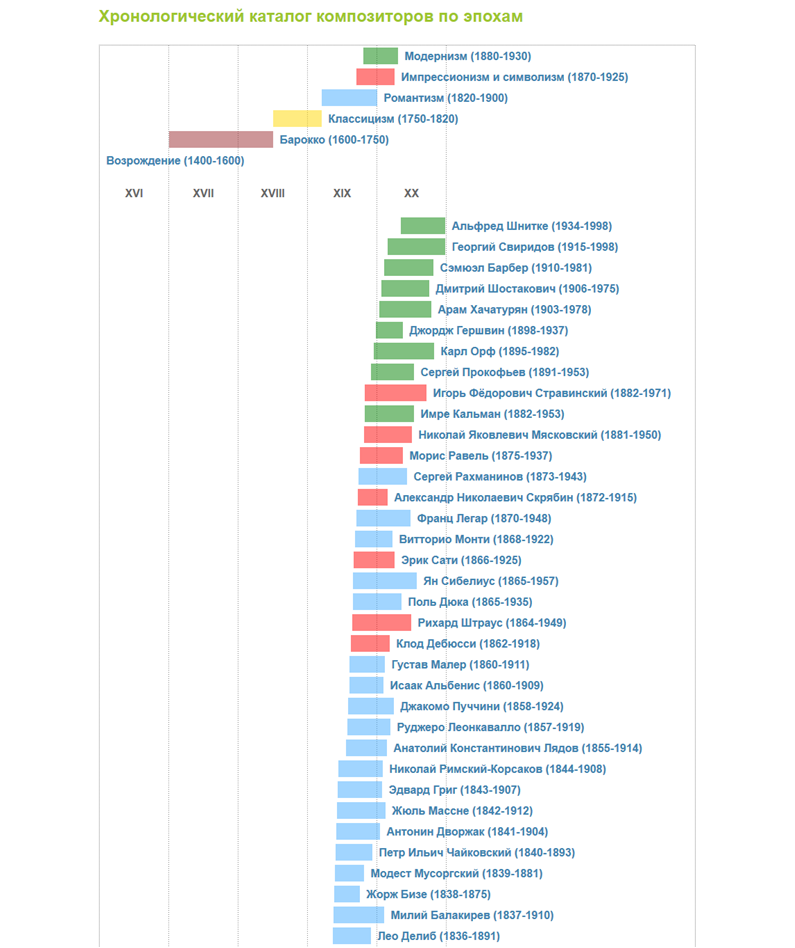 Хронологический каталог композиторов по эпохам
Модернизм (1880-1930)
Импрессионизм и символизм (1870-1925)
Романтизм (1820-1900)
Классицизм (1750-1820)
Барокко (1600-1750)
Возрождение (1400-1600)
XVI XVII XVIII XIX XX
Альфред Шнитке (1934-1998)
Георгий Свиридов (1915-1998)
Сэмюэл Барбер (1910-1981)
Дмитрий Шостакович (1906-1975)
Арам Хачатурян (1903-1978)
Джордж Гершвин (1898-1937)
Карл Орф (1895-1982)
Сергей Прокофьев (1891-1953)
Игорь Фёдорович Стравинский (1882-1971)
Имре Кальман (1882-1953)
Николай Яковлевич Мясковский (1881-1950)
Морис Равель (1875-1937)
Сергей Рахманинов (1873-1943)
Александр Николаевич Скрябин (1872-1915)
Франц Легар (1870-1948)
Витторио Монти (1868-1922)
Эрик Сати (1866-1925)
Ян Сибелиус (1865-1957)
Поль Дюка (1865-1935)
Рихард Штраус (1864-1949)
Клод Дебюсси (1862-1918)
Густав Малер (1860-1911)
Исаак Альбенис (1860-1909)
Джакомо Пуччини (1858-1924)
Руджеро Леонкавалло (1857-1919)
Анатолий Константинович Лядов (1855-1914)
Николай Римский-Корсаков (1844-1908)
Эдвард Григ (1843-1907)
Жюль Массне (1842-1912)
Антонин Дворжак (1841-1904)
Петр Ильич Чайковский (1840-1893)
Модест Мусоргский (1839-1881)
Жорж Бизе (1838-1875)
Милий Балакирев (1837-1910)
Лео Делиб (1836-1891)